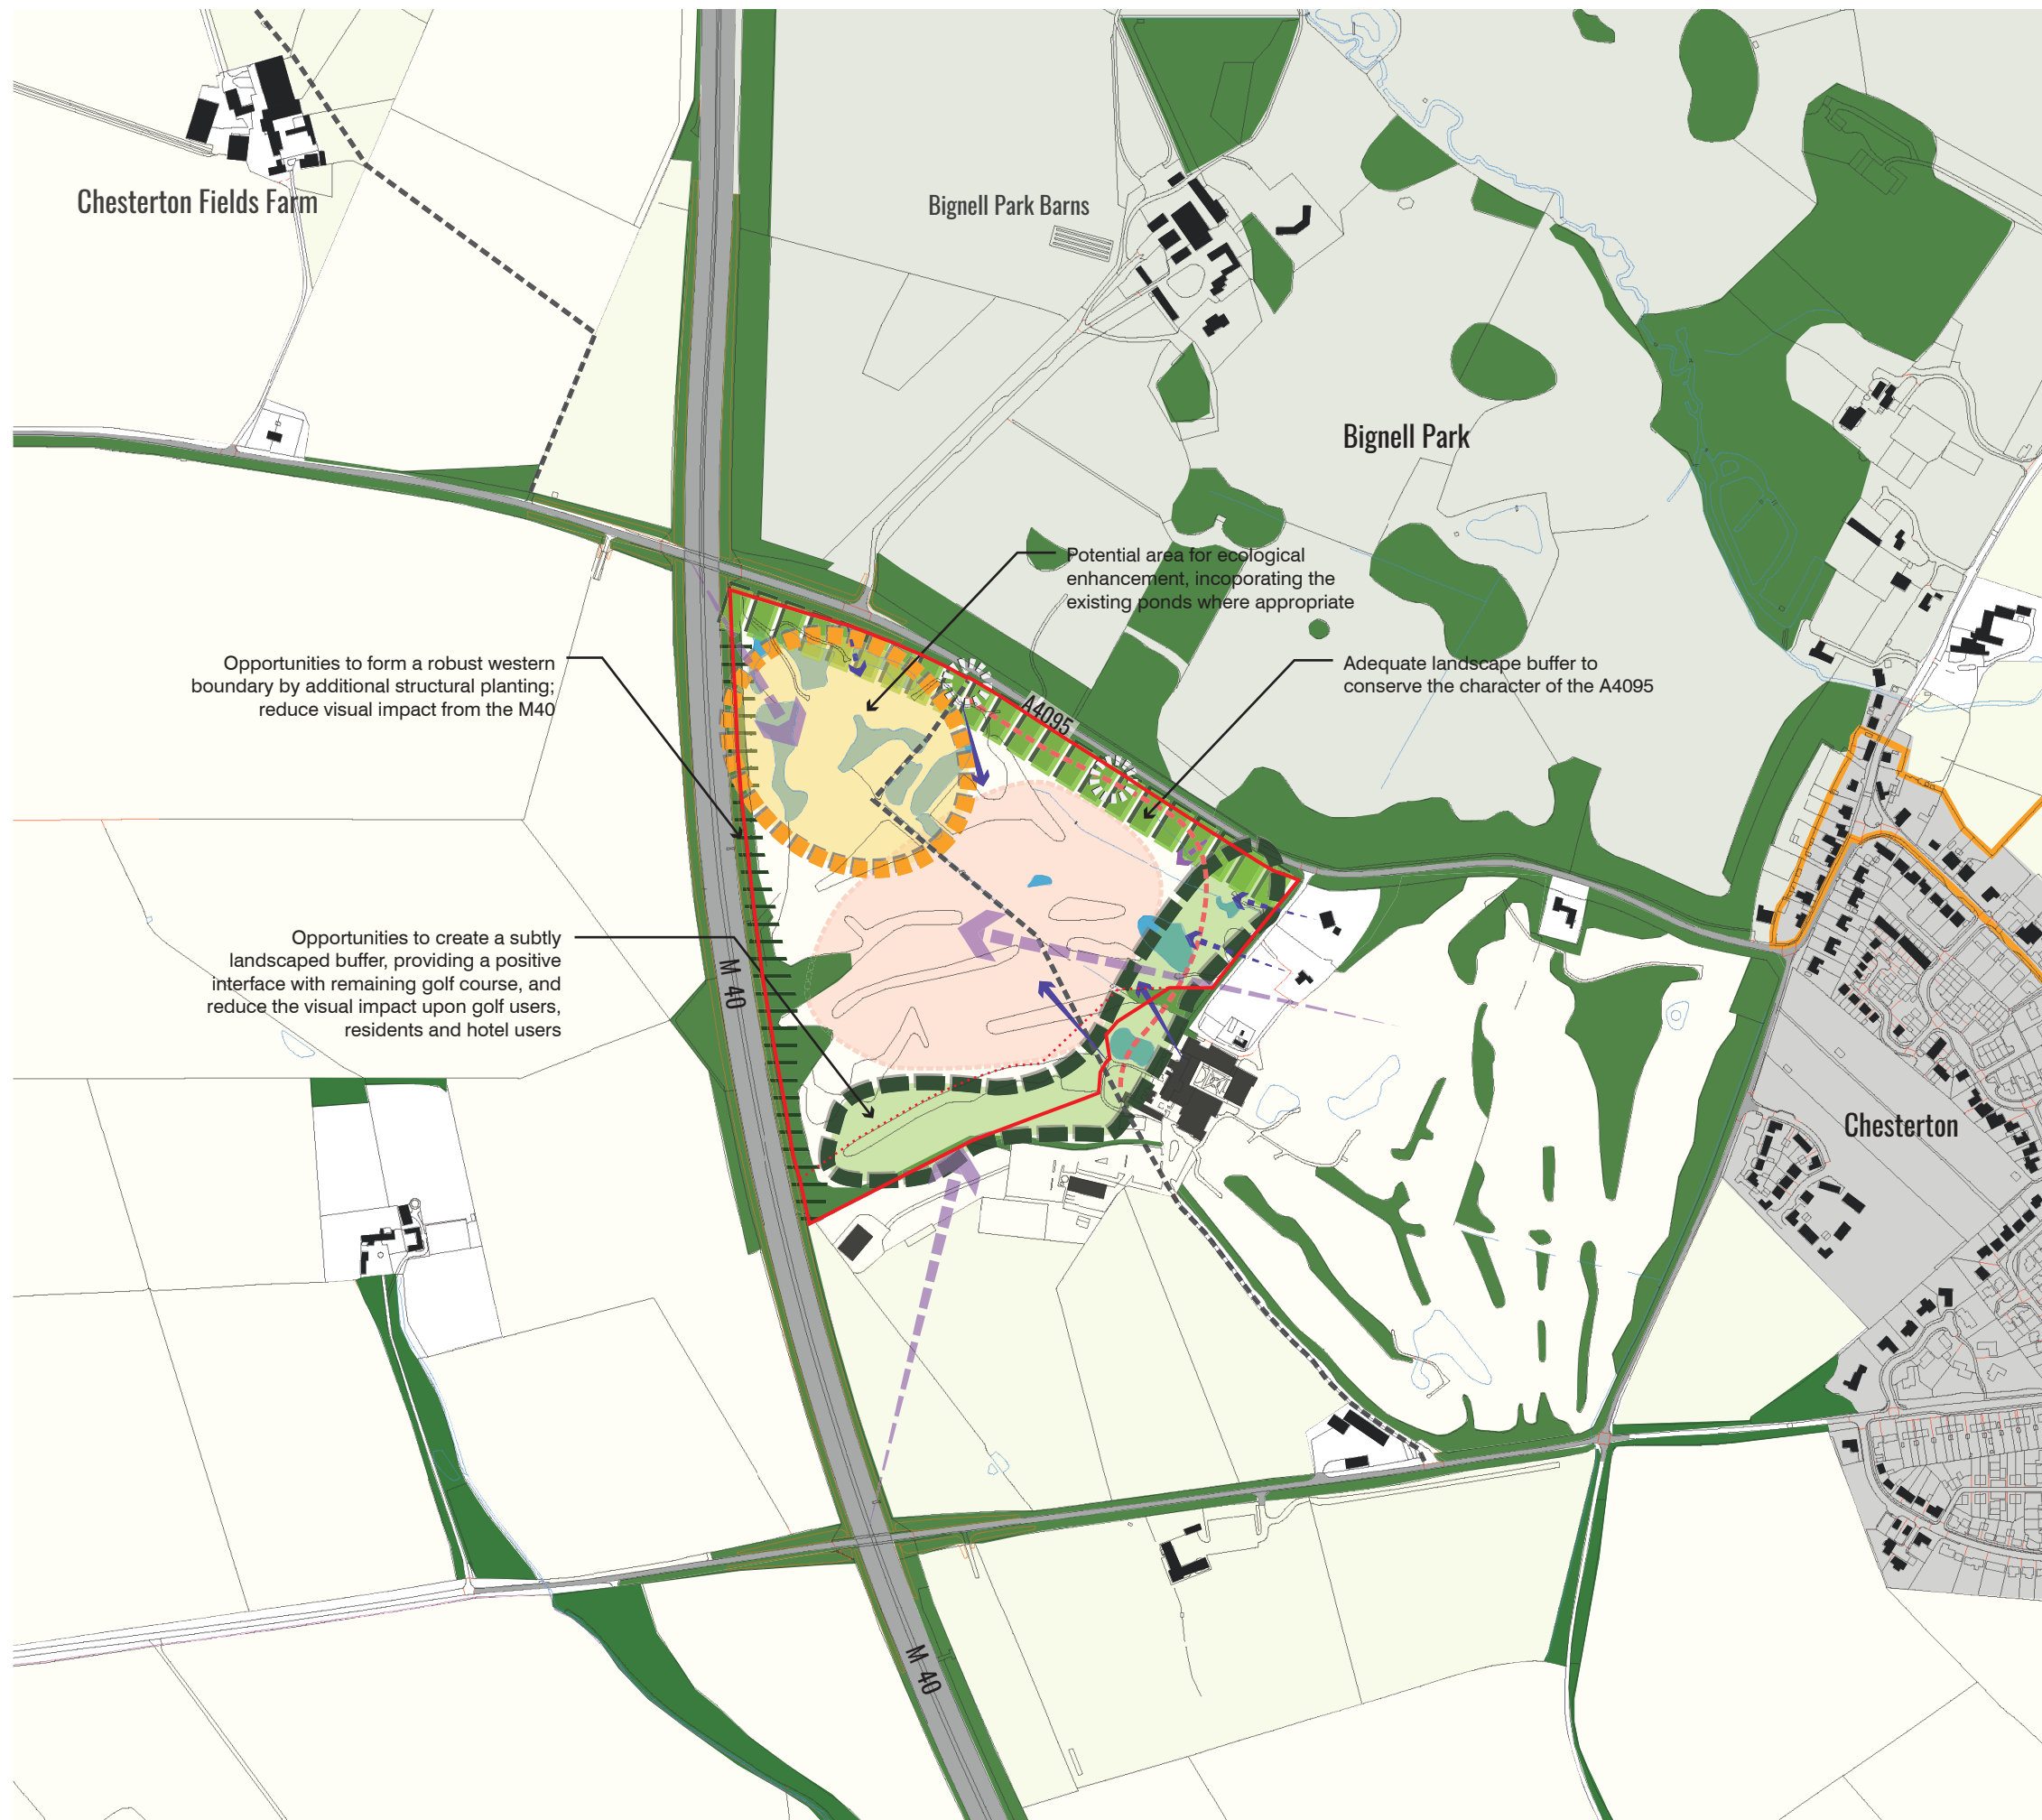 Chesterton Fields Farm
Bignell Park Barns
Bignell Park
Potential area for ecological
enhancement, incoporating the
existing ponds where appropriate
Opportunities to form a robust western
boundary by additional structural planting;
reduce visual impact from the M40
Adequate landscape buffer to
conserve the character of the A4095
A4095
Opportunities to create a subtly
landscaped buffer, providing a positive
interface with remaining golf course, and
reduce the visual impact upon golf users,
residents and hotel users
M 40
Chesterton
M 40